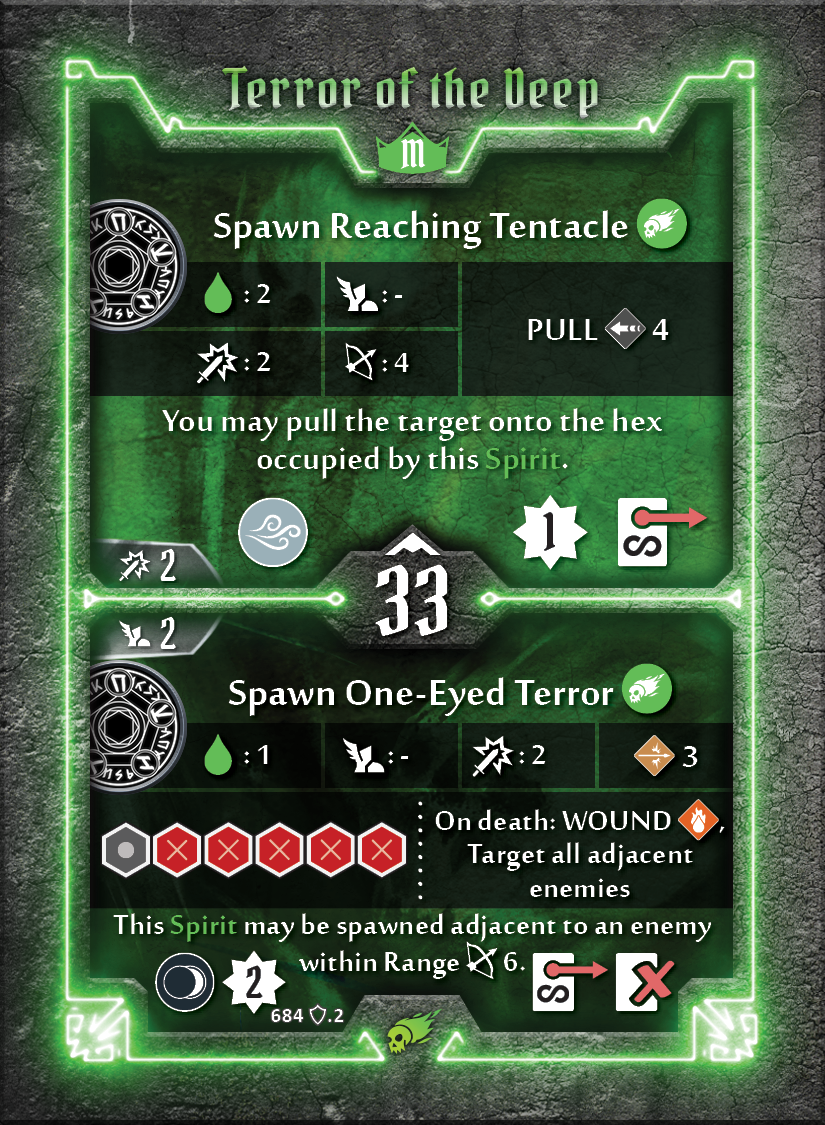 Terror of the Deep
M
Spawn Reaching Tentacle
: 2
: -
PULL 4
: 2
: 4
You may pull the target onto the hex
occupied by this Spirit.
1
2
33
2
Spawn One-Eyed Terror
: 1
: -
: 2
3
On death: WOUND ,
Target all adjacent
enemies
This Spirit may be spawned adjacent to an enemy
within Range 6.
2
684 .2